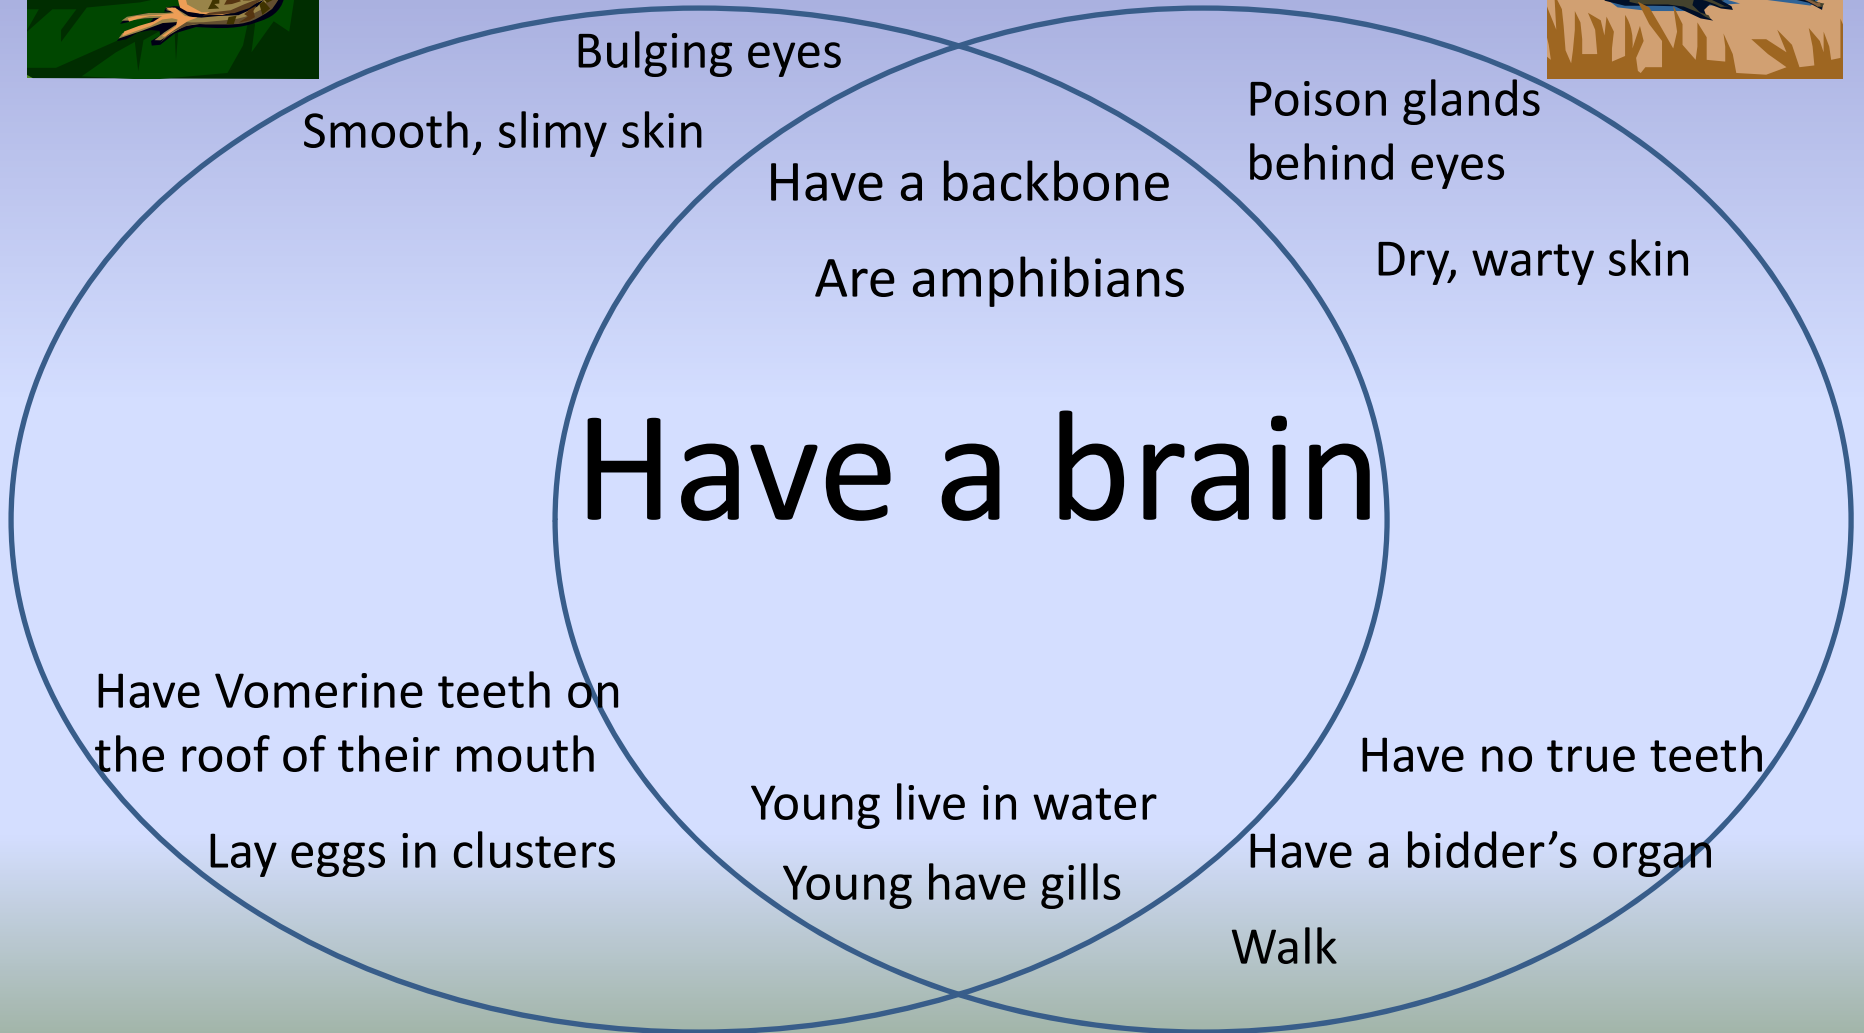 Bulging eyes
Smooth, slimy skin
Poison glands
behind eyes
Have a backbone
Dry, warty skin
Are amphibians
Have a brain
Have Vomerine teeth on
the roof of their mouth
Have no true teeth
Young live in water
Lay eggs in clusters
Have a bidder’s organ
Young have gills
Walk